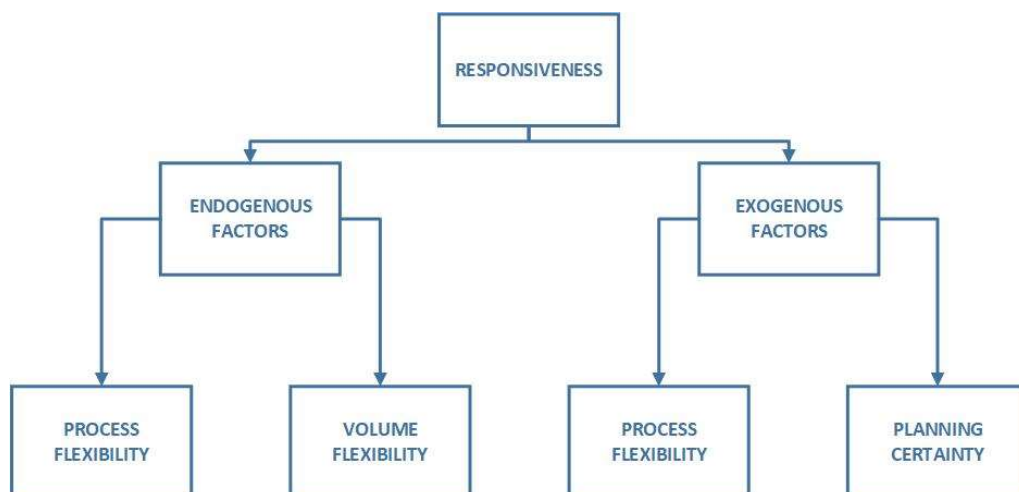 RESPONSIVENESS
ENDOGENOUS
FACTORS
EXOGENOUS
FACTORS
PROCESS
FLEXIBILITY
VOLUME
FLEXIBILITY
PROCESS
FLEXIBILITY
PLANNING
CERTAINTY